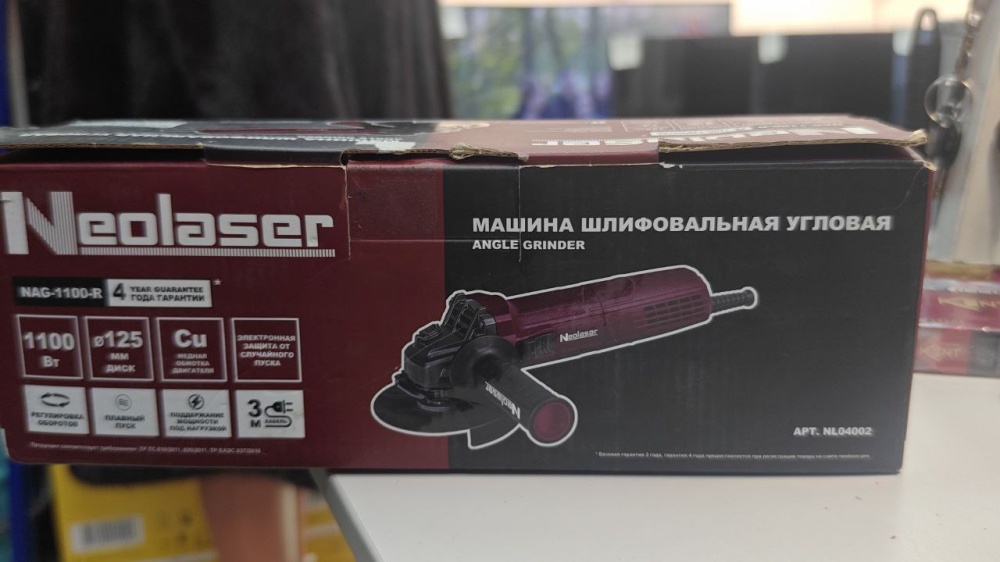 Neolaser
NAG-1100-R
4 YEAR GUARANTEE
ГОДА ГАРАНТИИ
*
1100
Вт
ø125
ММ
ДИСК
Cu
МЕДНАЯ
ОБМОТКА
ДВИГАТЕЛЯ
ЭЛЕКТРОННАЯ
ЗАЩИТА ОТ
СЛУЧАЙНОГО
ПУСКА
РЕГУЛИРОВКА
ОБОРОТОВ
ПЛАВНЫЙ
ПУСК
ПОДДЕРЖАНИЕ
МОЩНОСТИ
ПОД НАГРУЗКОЙ
3
М
КАБЕЛЬ
МАШИНА ШЛИФОВАЛЬНАЯ УГЛОВАЯ
ANGLE GRINDER
Neolaser
Neolaser
АРТ. NL04002